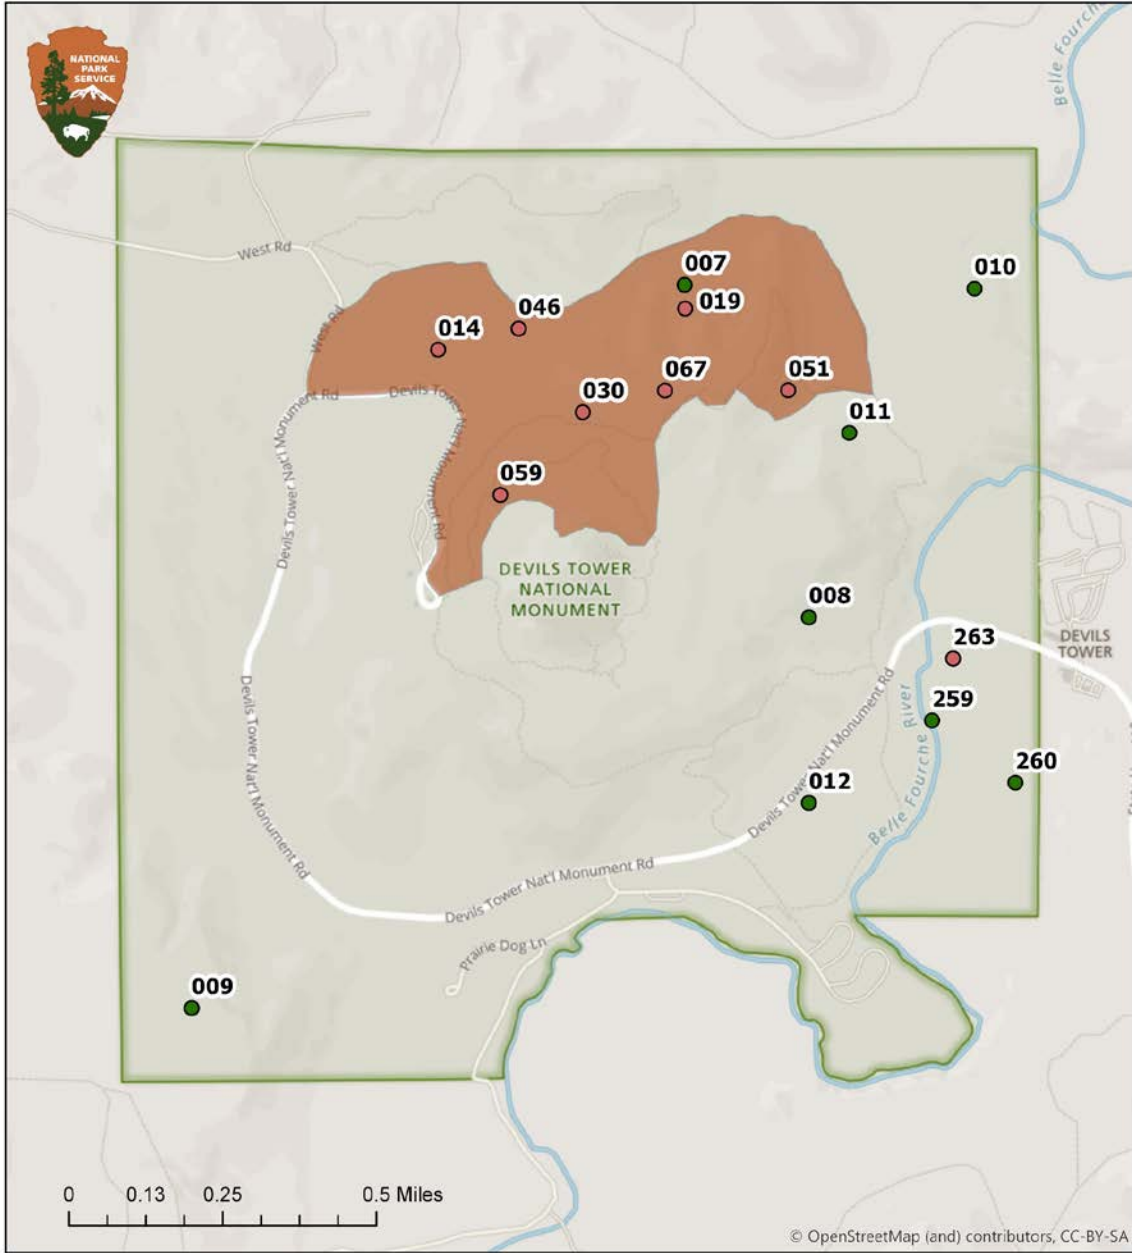 Belle Fourche
NATIONAL
PARK
SERVICE
West Rd
007
010
019
046
014
West Rd
067
051
030
Devils Tower Nat'l Monument Rd
011
059
Devils Tower Nat'l Monument Rd
DEVILS TOWER
NATIONAL
MONUMENT
008
263
DEVILS
TOWER
259
Devils Tower Nat'l Monument Rd
Devils Tower Nat'l Monument Rd
Belle Fourche River
260
012
Devils Tower Nat'l Monument Rd
Prairie Dog Ln
009
0 0.13 0.25 0.5 Miles
© OpenStreetMap (and) contributors, CC-BY-SA